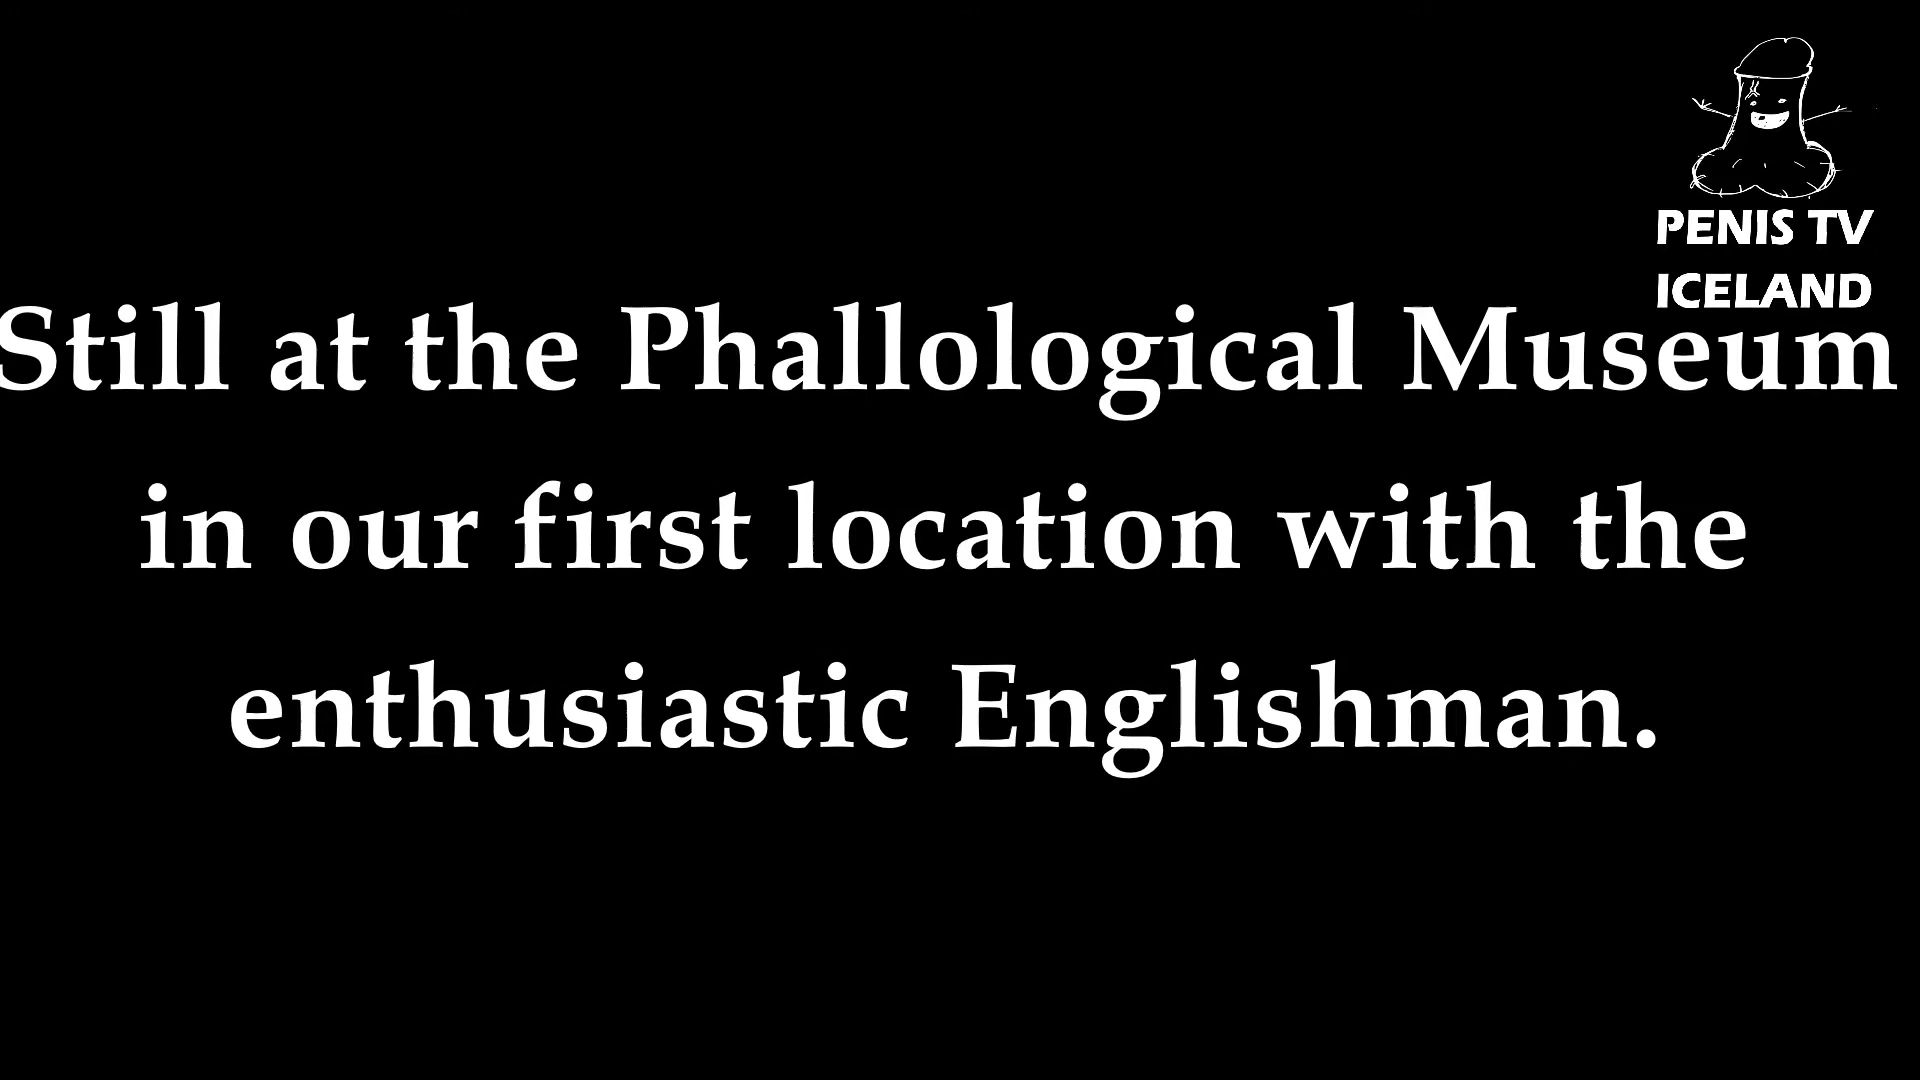 PENIS TV
ICELAND
Still at the Phallological Museum
in our first location with the
enthusiastic Englishman.